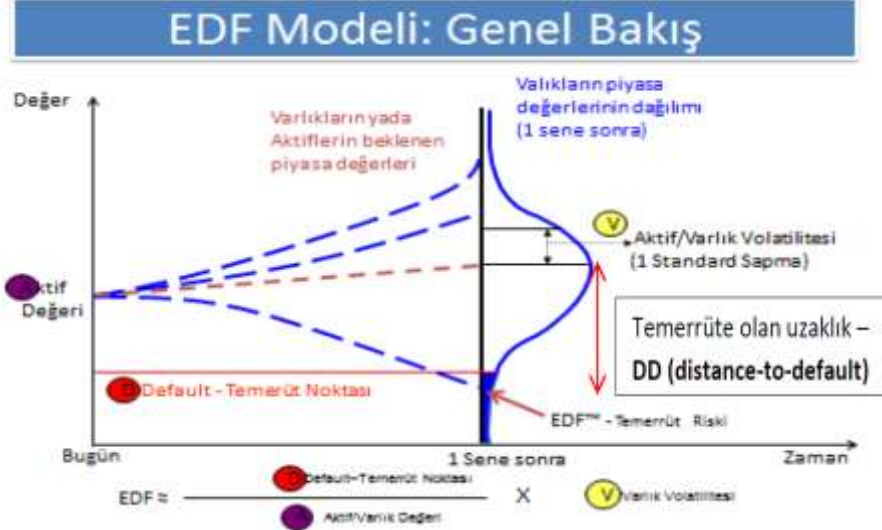 EDF Modeli: Genel Bakış
Değer
Varlıkların yada
Aktiflerin beklenen
piyasa değerleri
Valıkların piyasa
değerlerinin dağılımı
(1 sene sonra)
V
Aktif/Varlık Volatilitesi
(1 Standard Sapma)
Aktif
Değeri
Temerrüte olan uzaklık –
DD (distance-to-default)
Default - Temerüt Noktası
EDF™ - Temerrüt Riski
Bugün
1 Sene sonra
Zaman
EDF ≈
Default-Temerüt Noktası
Aktif/Varlık Değeri
X
V
Varlık Volatilitesi